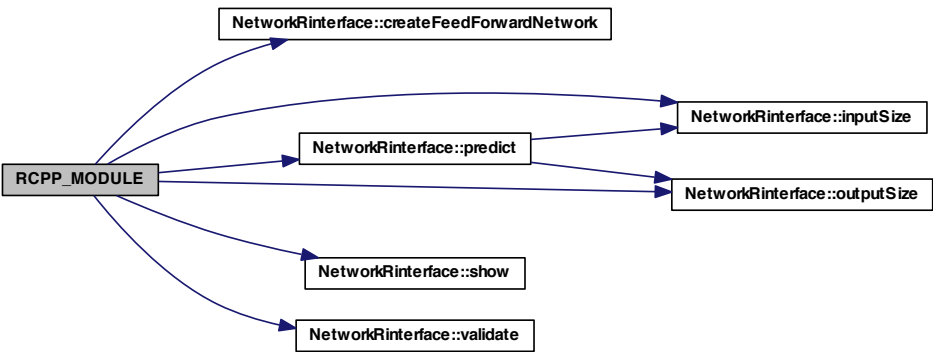 NetworkRinterface::createFeedForwardNetwork
NetworkRinterface::inputSize
NetworkRinterface::predict
RCPP_MODULE
NetworkRinterface::outputSize
NetworkRinterface::show
NetworkRinterface::validate